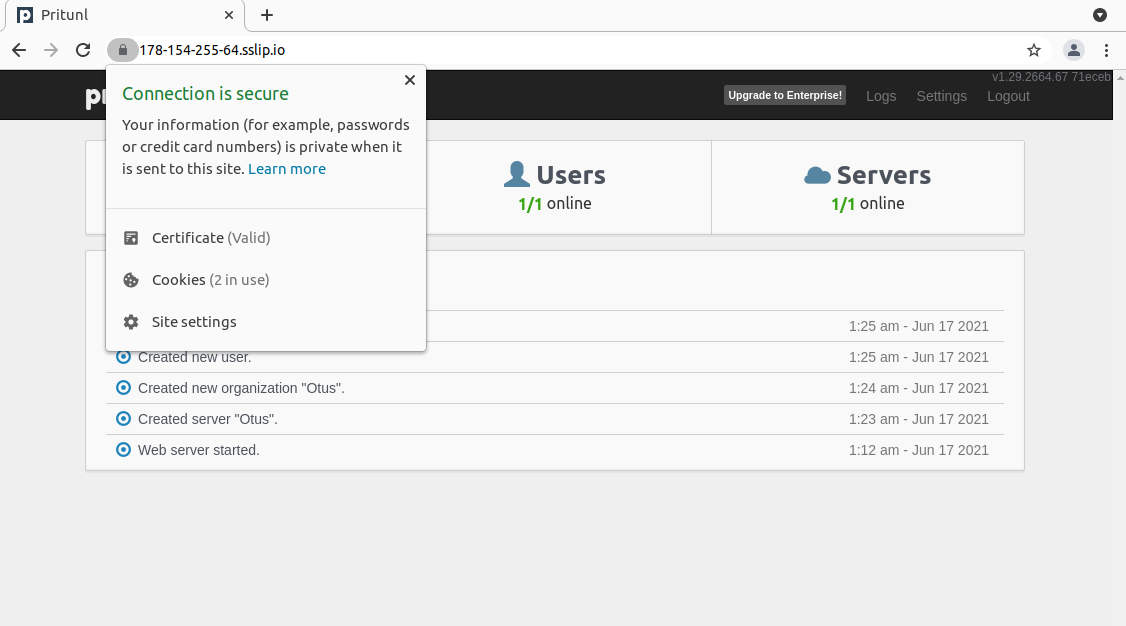 Pritunl
178-154-255-64.sslip.io
v1.29.2664.67 71eceb
Upgrade to Enterprise! Logs Settings Logout
Connection is secure
Your information (for example, passwords
or credit card numbers) is private when it
is sent to this site. Learn more
Certificate (Valid)
Cookies (2 in use)
Site settings
Users
1/1 online
Servers
1/1 online
1:25 am - Jun 17 2021
Created new user. 1:25 am - Jun 17 2021
Created new organization "Otus". 1:24 am - Jun 17 2021
Created server "Otus". 1:23 am - Jun 17 2021
Web server started. 1:12 am - Jun 17 2021